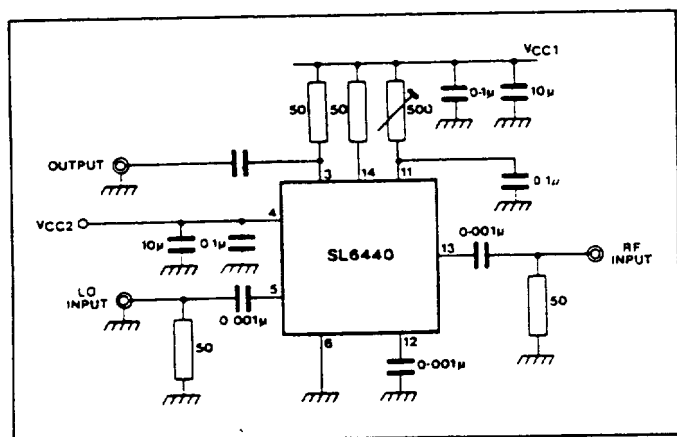 VCC1
50
50
500
0·1µ
10µ
OUTPUT
3
14
11
0·1µ
4
VCC2
10µ
0·1µ
SL6440
13
0·001µ
RF
INPUT
LO
INPUT
5
0·001µ
50
50
6
12
0·001µ